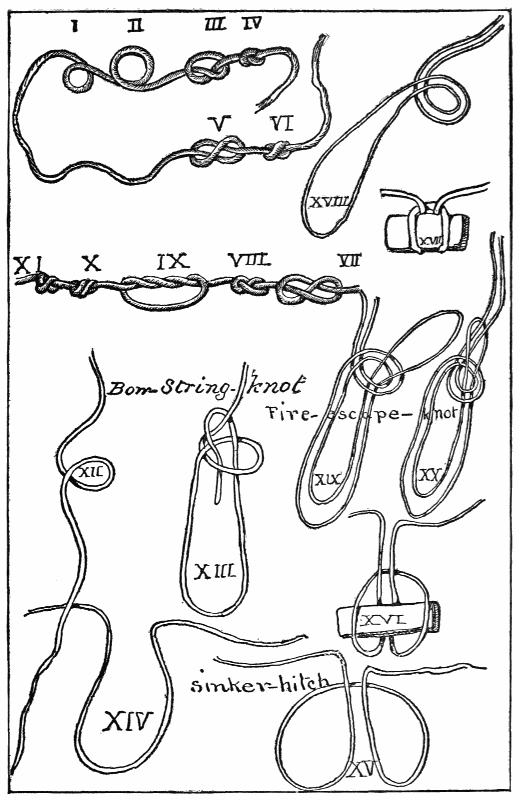 I II III IV
V VI
XVIII
XVII
XI X IX VIII VII
Bow-String-knot
Fire-escape-knot
XII
XIX XX
XIII
XVI
Sinker-hitch
XIV
XV